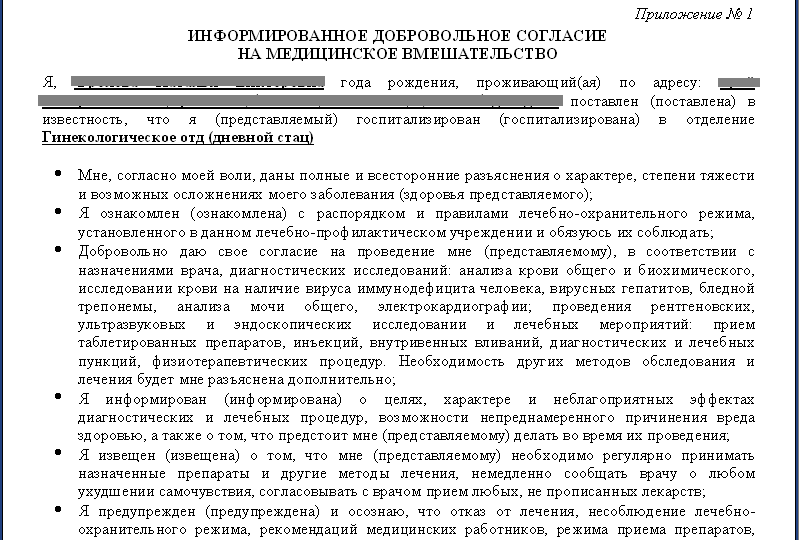 Приложение № 1
ИНФОРМИРОВАННОЕ ДОБРОВОЛЬНОЕ СОГЛАСИЕ
НА МЕДИЦИНСКОЕ ВМЕШАТЕЛЬСТВО
Я, года рождения, проживающий(ая) по адресу:
поставлен (поставлена) в
известность, что я (представляемый) госпитализирован (госпитализирована) в отделение
Гинекологическое отд (дневной стац)
• Мне, согласно моей воли, даны полные и всесторонние разъяснения о характере, степени тяжести
и возможных осложнениях моего заболевания (здоровья представляемого);
• Я ознакомлен (ознакомлена) с распорядком и правилами лечебно-охранительного режима,
установленного в данном лечебно-профилактическом учреждении и обязуюсь их соблюдать;
• Добровольно даю свое согласие на проведение мне (представляемому), в соответствии с
назначениями врача, диагностических исследований: анализа крови общего и биохимического,
исследовании крови на наличие вируса иммунодефицита человека, вирусных гепатитов, бледной
трепонемы, анализа мочи общего, электрокардиографии; проведения рентгеновских,
ультразвуковых и эндоскопических исследовании и лечебных мероприятий: прием
таблетированных препаратов, инъекций, внутривенных вливаний, диагностических и лечебных
пункций, физиотерапевтических процедур. Необходимость других методов обследования и
лечения будет мне разъяснена дополнительно;
• Я информирован (информирована) о целях, характере и неблагоприятных эффектах
диагностических и лечебных процедур, возможности непреднамеренного причинения вреда
здоровью, а также о том, что предстоит мне (представляемому) делать во время их проведения;
• Я извещен (извещена) о том, что мне (представляемому) необходимо регулярно принимать
назначенные препараты и другие методы лечения, немедленно сообщать врачу о любом
ухудшении самочувствия, согласовывать с врачом прием любых, не прописанных лекарств;
• Я предупрежден (предупреждена) и осознаю, что отказ от лечения, несоблюдение лечебно-
охранительного режима, рекомендаций медицинских работников, режима приема препаратов,